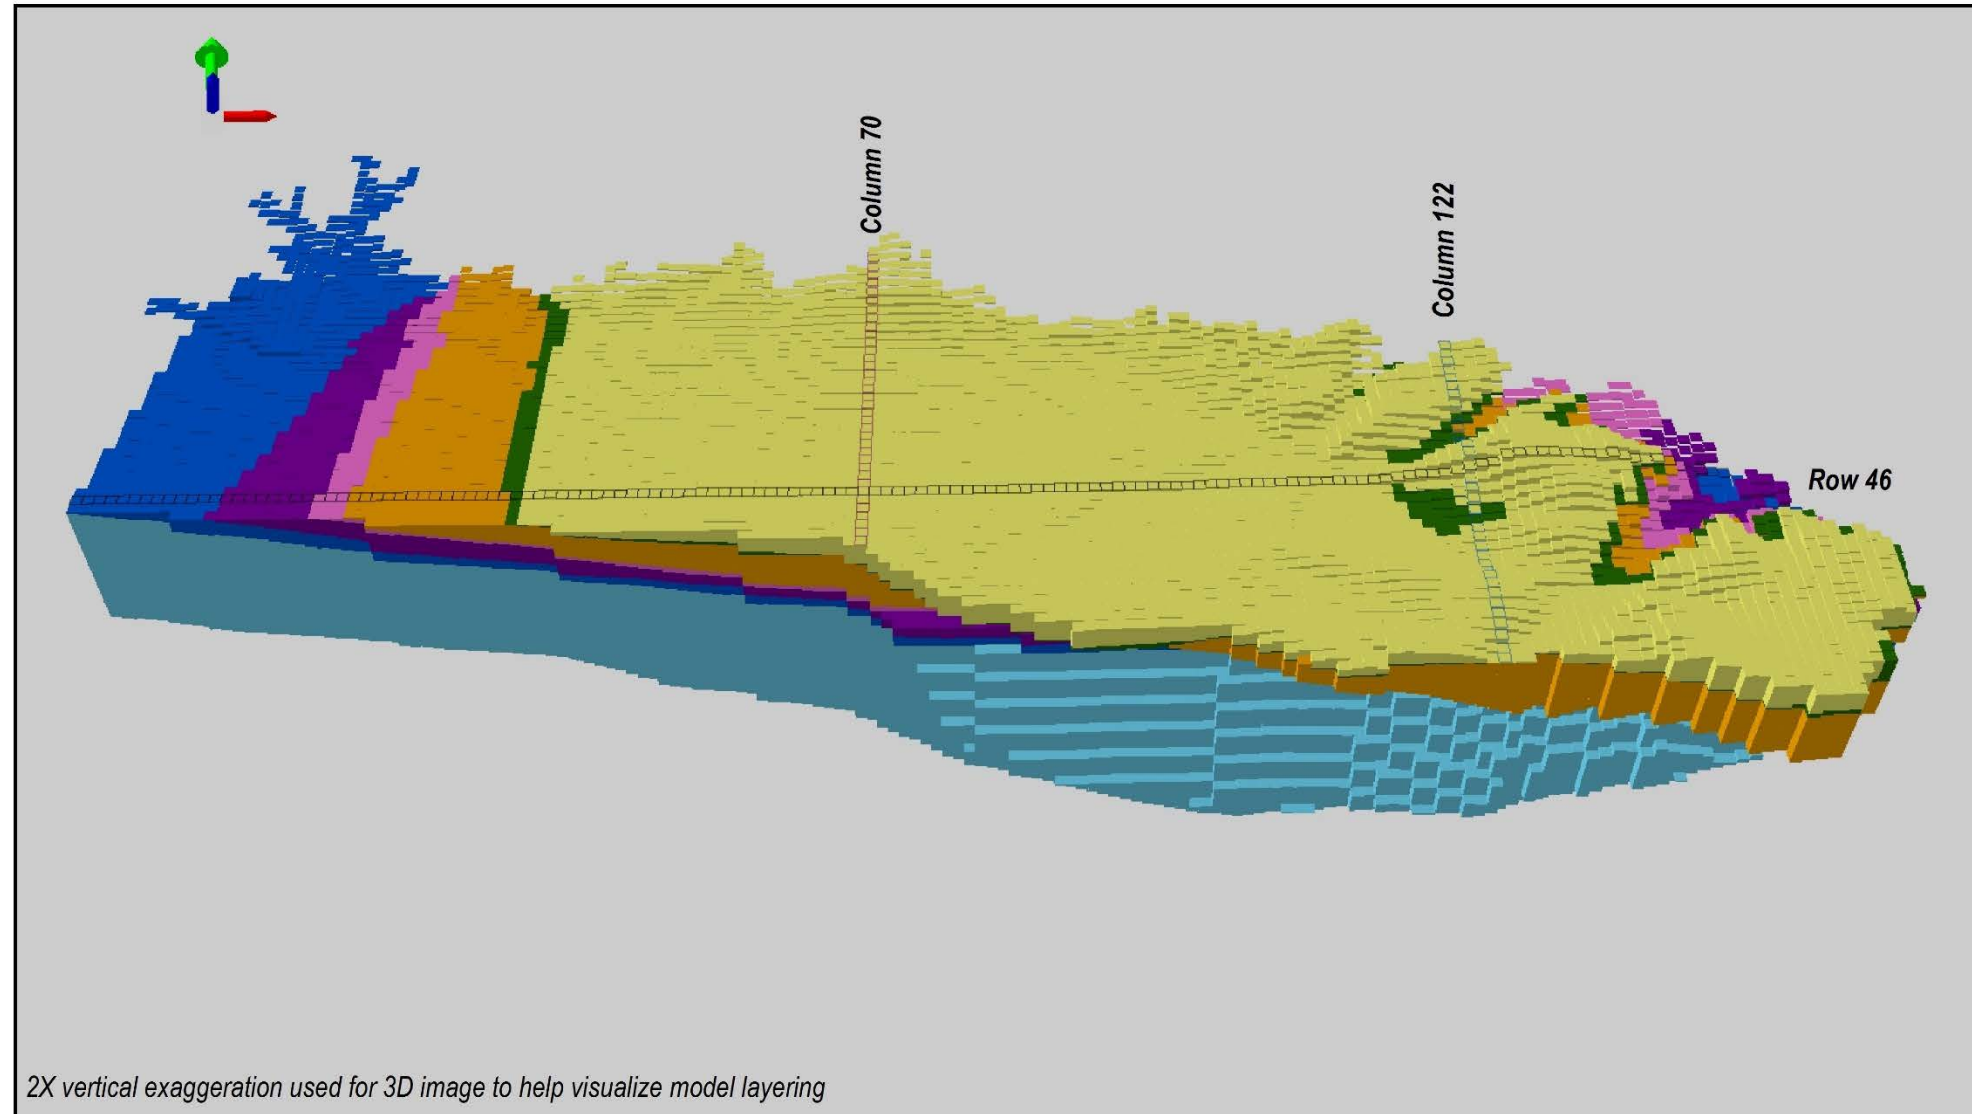 Column 70
Column 122
Row 46
2X vertical exaggeration used for 3D image to help visualize model layering